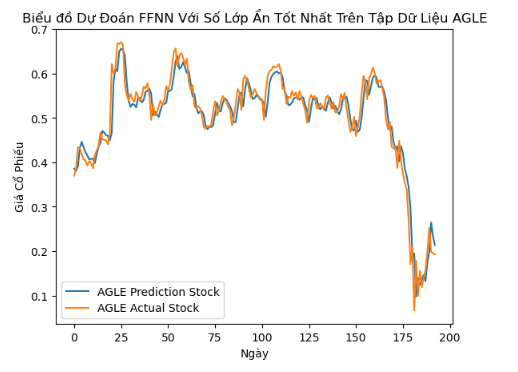 Biểu đồ Dự Đoán FFNN Với Số Lớp Ẩn Tốt Nhất Trên Tập Dữ Liệu AGLE
0.7
0.6
0.5
0.4
0.3
0.2
0.1
Giá Cổ Phiếu
AGLE Prediction Stock
AGLE Actual Stock
0 25 50 75 100 125 150 175 200
Ngày